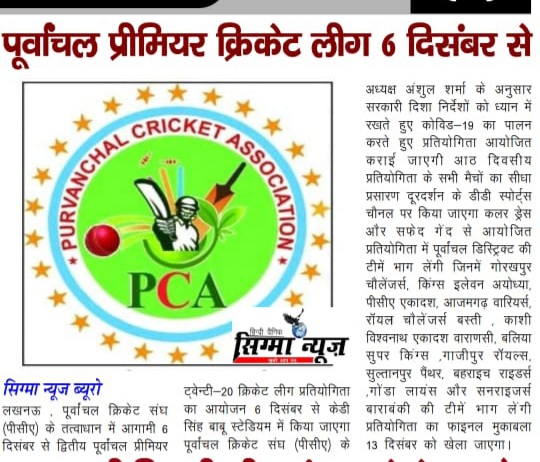 पूर्वांचल प्रीमियर क्रिकेट लीग 6 दिसंबर से
PURVANCHAL CRICKET ASSOCIATION
PCA
हिन्दी दैनिक
सिग्मा न्यूज़
सिग्मा न्यूज ब्यूरो
लखनऊ , पूर्वांचल क्रिकेट संघ
(पीसीए) के तत्वाधान में आगामी 6
दिसंबर से द्वितीय पूर्वांचल प्रीमियर
ट्वेन्टी–20 क्रिकेट लीग प्रतियोगिता
का आयोजन 6 दिसंबर से केडी
सिंह बाबू स्टेडियम में किया जाएगा
पूर्वांचल क्रिकेट संघ (पीसीए) के
अध्यक्ष अंशुल शर्मा के अनुसार
सरकारी दिशा निर्देशों को ध्यान में
रखते हुए कोविड–19 का पालन
करते हुए प्रतियोगिता आयोजित
कराई जाएगी आठ दिवसीय
प्रतियोगिता के सभी मैचों का सीधा
प्रसारण दूरदर्शन के डीडी स्पोर्ट्स
चौनल पर किया जाएगा कलर ड्रेस
और सफेद गेंद से आयोजित
प्रतियोगिता में पूर्वांचल डिस्ट्रिक्ट की
टीमें भाग लेंगी जिनमें गोरखपुर
चौलेंजर्स, किंग्स इलेवन अयोध्या,
पीसीए एकादश, आजमगढ़ वारियर्स,
रॉयल चौलेंजर्स बस्ती , काशी
विश्वनाथ एकादश वाराणसी, बलिया
सुपर किंग्स ,गाजीपुर रॉयल्स,
सुल्तानपुर पैंथर, बहराइच राइडर्स
,गोंडा लायंस और सनराइजर्स
बाराबंकी की टीमें भाग लेंगी
प्रतियोगिता का फाइनल मुकाबला
13 दिसंबर को खेला जाएगा।